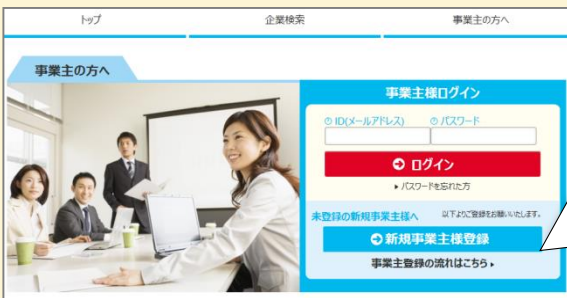 トップ
企業検索
事業主の方へ
事業主の方へ
事業主様ログイン
ID(メールアドレス)
パスワード
ログイン
パスワードを忘れた方
未登録の新規事業主様へ
以下よりご登録をお願いいたします。
新規事業主様登録
事業主登録の流れはこちら